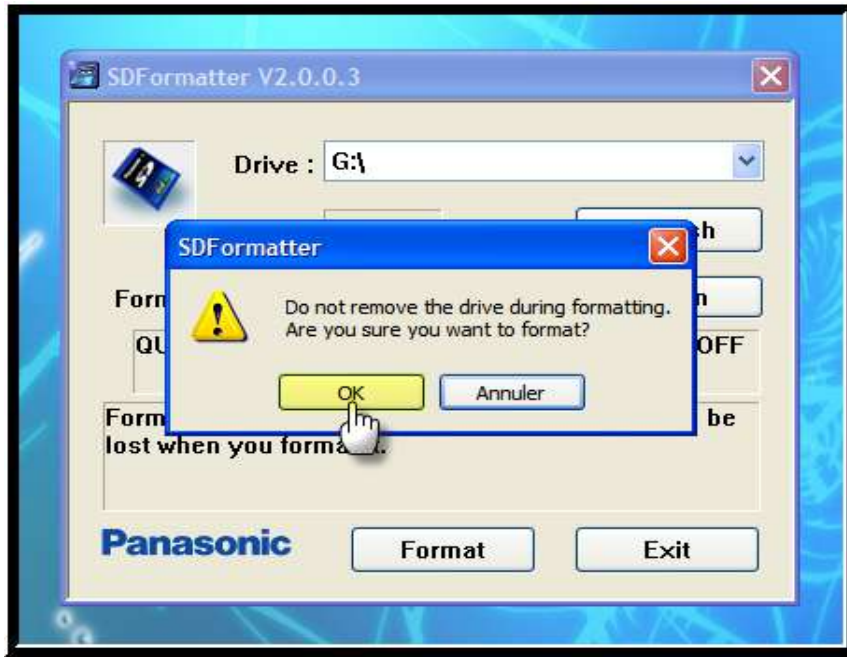 SDFormatter V2.0.0.3
Drive : G:\
SDFormatter
Do not remove the drive during formatting.
Are you sure you want to format?
OK Annuler
OFF
be
lost when you
Panasonic Format Exit